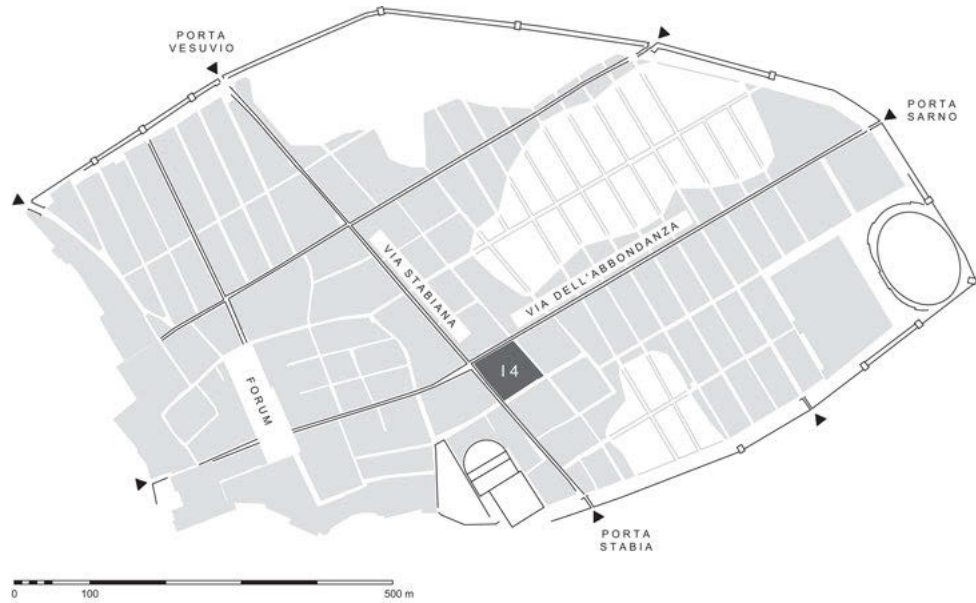 PORTA
VESUVIO
PORTA
SARNO
VIA STABIANA
VIA DELL'ABBONDANZA
I 4
FORUM
PORTA
STABIA
0
100
500 m